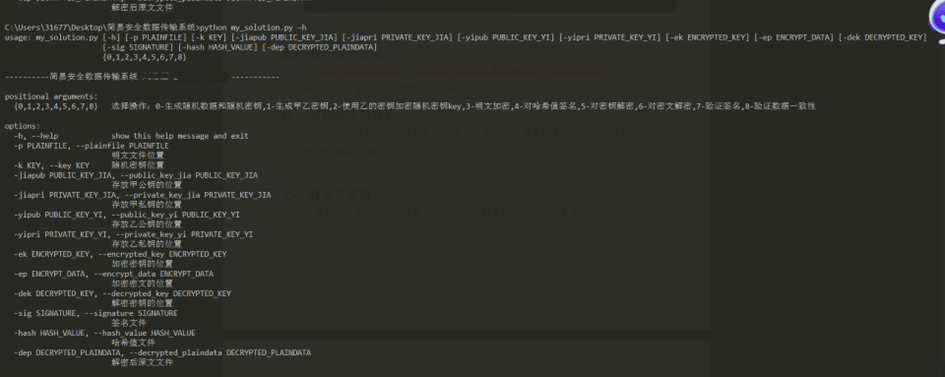 解密后原文文件
C:\Users\31677\Desktop\简易安全数据传输系统>python my_solution.py -h
usage: my_solution.py [-h] [-p PLAINFILE] [-k KEY] [-jiapub PUBLIC_KEY_JIA] [-jiapri PRIVATE_KEY_JIA] [-yipub PUBLIC_KEY_YI] [-yipri PRIVATE_KEY_YI] [-ek ENCRYPTED_KEY] [-ep ENCRYPT_DATA] [-dek DECRYPTED_KEY]
[-sig SIGNATURE] [-hash HASH_VALUE] [-dep DECRYPTED_PLAINDATA]
{0,1,2,3,4,5,6,7,8}
----------简易安全数据传输系统 -----------
positional arguments:
{0,1,2,3,4,5,6,7,8} 选择操作: 0-生成随机数据和随机密钥,1-生成甲乙密钥,2-使用乙的密钥加密随机密钥key,3-明文加密,4-对哈希值签名,5-对密钥解密,6-对密文解密,7-验证签名,8-验证数据一致性
options:
-h, --help show this help message and exit
-p PLAINFILE, --plainfile PLAINFILE
明文文件位置
-k KEY, --key KEY 随机密钥位置
-jiapub PUBLIC_KEY_JIA, --public_key_jia PUBLIC_KEY_JIA
存放甲公钥的位置
-jiapri PRIVATE_KEY_JIA, --private_key_jia PRIVATE_KEY_JIA
存放甲私钥的位置
-yipub PUBLIC_KEY_YI, --public_key_yi PUBLIC_KEY_YI
存放乙公钥的位置
-yipri PRIVATE_KEY_YI, --private_key_yi PRIVATE_KEY_YI
存放乙私钥的位置
-ek ENCRYPTED_KEY, --encrypted_key ENCRYPTED_KEY
加密密钥的位置
-ep ENCRYPT_DATA, --encrypt_data ENCRYPT_DATA
加密密文的位置
-dek DECRYPTED_KEY, --decrypted_key DECRYPTED_KEY
解密密钥的位置
-sig SIGNATURE, --signature SIGNATURE
签名文件
-hash HASH_VALUE, --hash_value HASH_VALUE
哈希值文件
-dep DECRYPTED_PLAINDATA, --decrypted_plaindata DECRYPTED_PLAINDATA
解密后原文文件